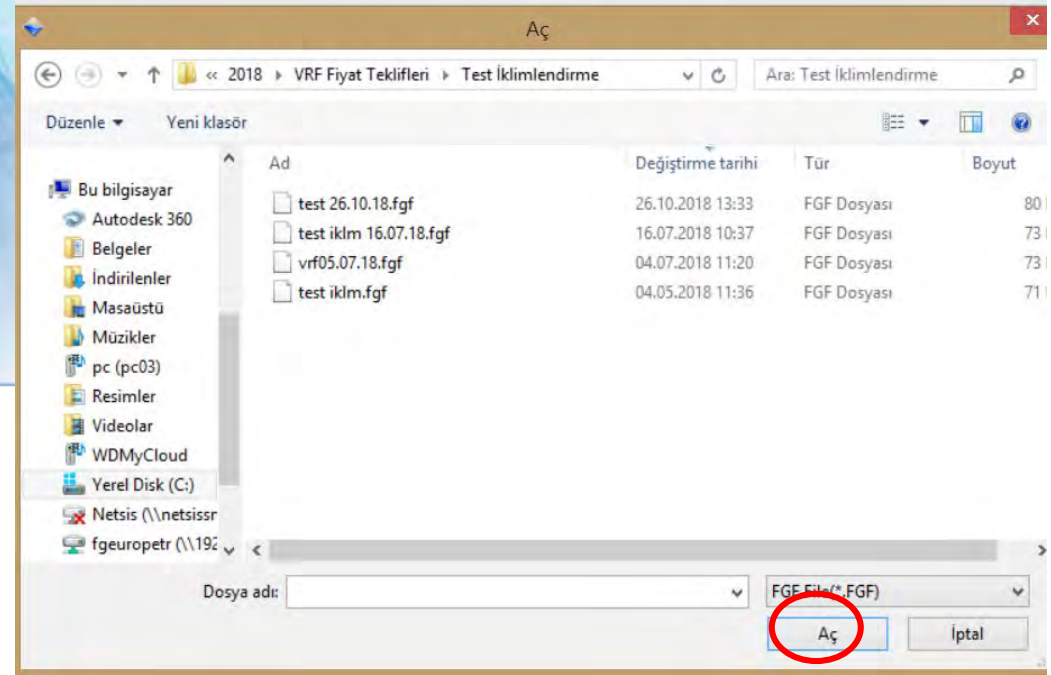 Aç
« 2018 ▸ VRF Fiyat Teklifleri ▸ Test İklimlendirme
Ara: Test İklimlendirme
Düzenle Yeni klasör
Ad Değiştirme tarihi Tür Boyut
Bu bilgisayar
Autodesk 360
Belgeler
İndirilenler
Masaüstü
Müzikler
pc (pc03)
Resimler
Videolar
WDMyCloud
Yerel Disk (C:)
Netsis (\\netsissr
fgeuropetr (\\192
test 26.10.18.fgf 26.10.2018 13:33 FGF Dosyası 80
test iklm 16.07.18.fgf 16.07.2018 10:37 FGF Dosyası 73
vrf05.07.18.fgf 04.07.2018 11:20 FGF Dosyası 73
test iklm.fgf 04.05.2018 11:36 FGF Dosyası 71
Dosya adı:
FGF File(*.FGF)
Aç İptal